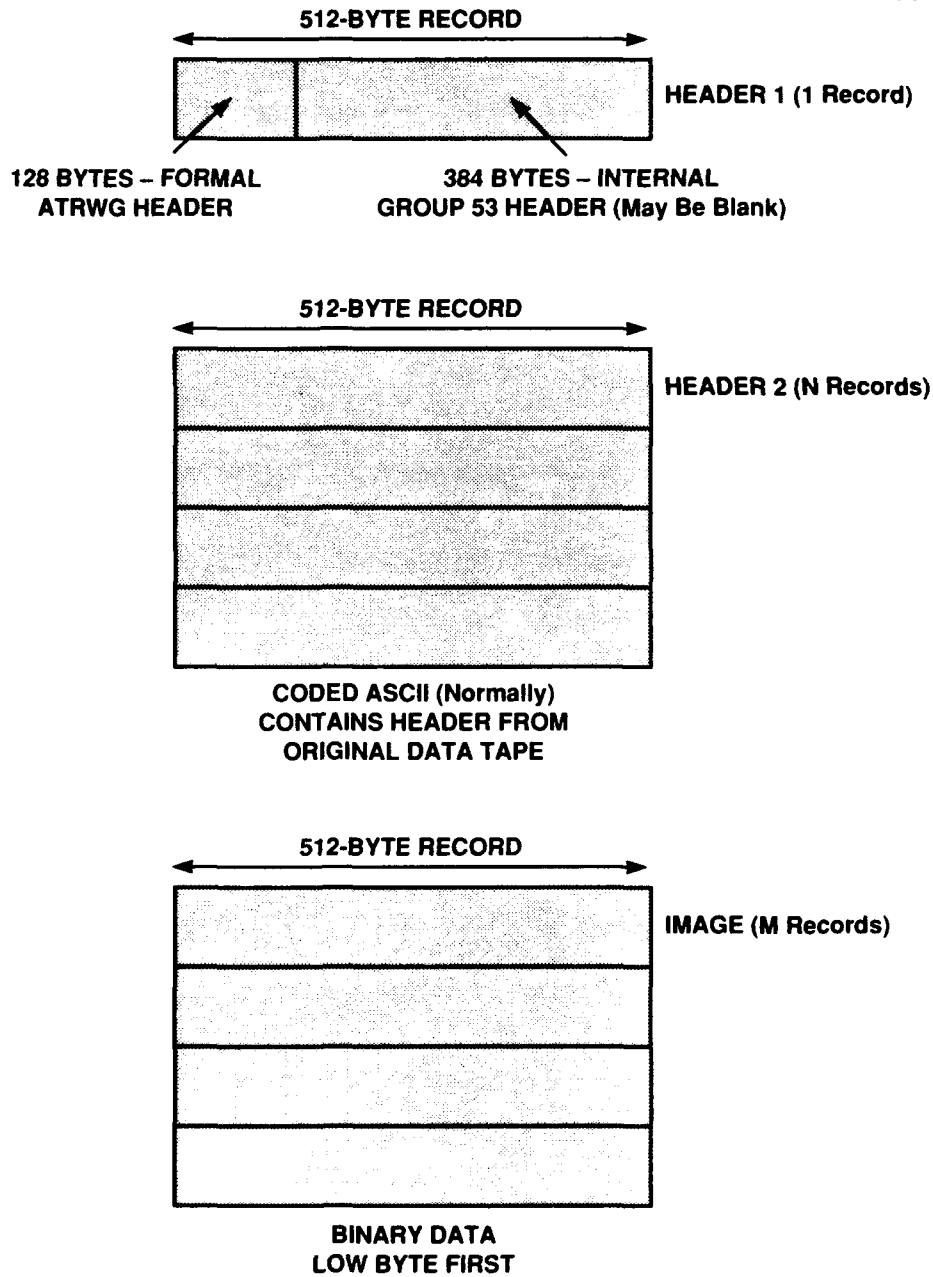 512-BYTE RECORD
HEADER 1 (1 Record)
128 BYTES – FORMAL
ATRWG HEADER
384 BYTES – INTERNAL
GROUP 53 HEADER (May Be Blank)
512-BYTE RECORD
HEADER 2 (N Records)
CODED ASCII (Normally)
CONTAINS HEADER FROM
ORIGINAL DATA TAPE
512-BYTE RECORD
IMAGE (M Records)
BINARY DATA
LOW BYTE FIRST